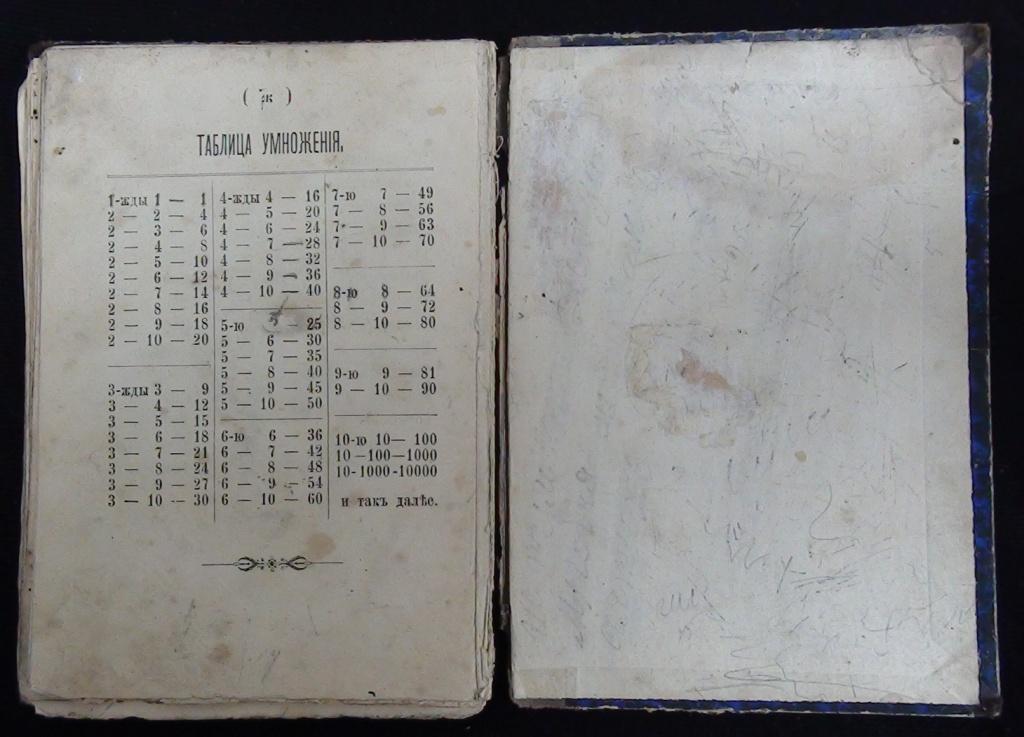 ТАБЛИЦА УМНОЖЕНІЯ.
1-жды 1 — 1
2 — 2 — 4
2 — 3 — 6
2 — 4 — 8
2 — 5 — 10
2 — 6 — 12
2 — 7 — 14
2 — 8 — 16
2 — 9 — 18
2 — 10 — 20
3-жды 3 — 9
3 — 4 — 12
3 — 5 — 15
3 — 6 — 18
3 — 7 — 21
3 — 8 — 24
3 — 9 — 27
3 — 10 — 30
4-жды 4 — 16
4 — 5 — 20
4 — 6 — 24
4 — 7 — 28
4 — 8 — 32
4 — 9 — 36
4 — 10 — 40
5-ю 5 — 25
5 — 6 — 30
5 — 7 — 35
5 — 8 — 40
5 — 9 — 45
5 — 10 — 50
6-ю 6 — 36
6 — 7 — 42
6 — 8 — 48
6 — 9 — 54
6 — 10 — 60
7-ю 7 — 49
7 — 8 — 56
7 — 9 — 63
7 — 10 — 70
8-ю 8 — 64
8 — 9 — 72
8 — 10 — 80
9-ю 9 — 81
9 — 10 — 90
10-ю 10— 100
10 —100—1000
10-1000-10000
и такъ далѣе.